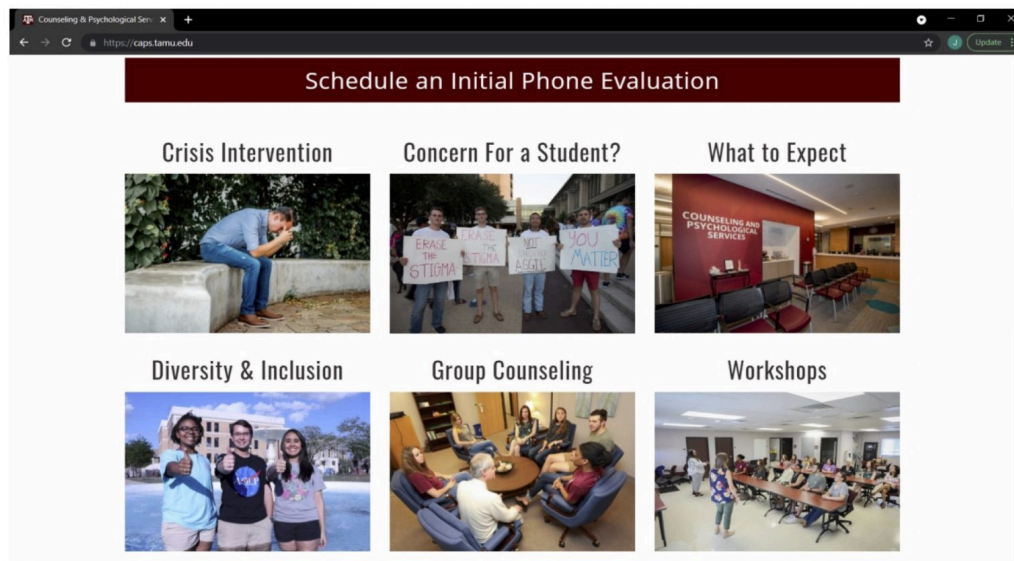 Counseling & Psychological Serv
https://caps.tamu.edu
J
Update
Schedule an Initial Phone Evaluation
Crisis Intervention
Concern For a Student?
What to Expect
ERASE
THE
STIGMA
ERASE
THE
STIGMA
NOT
AGGIE
YOU
MATTER
COUNSELING AND
PSYCHOLOGICAL
SERVICES
Diversity & Inclusion
Group Counseling
Workshops